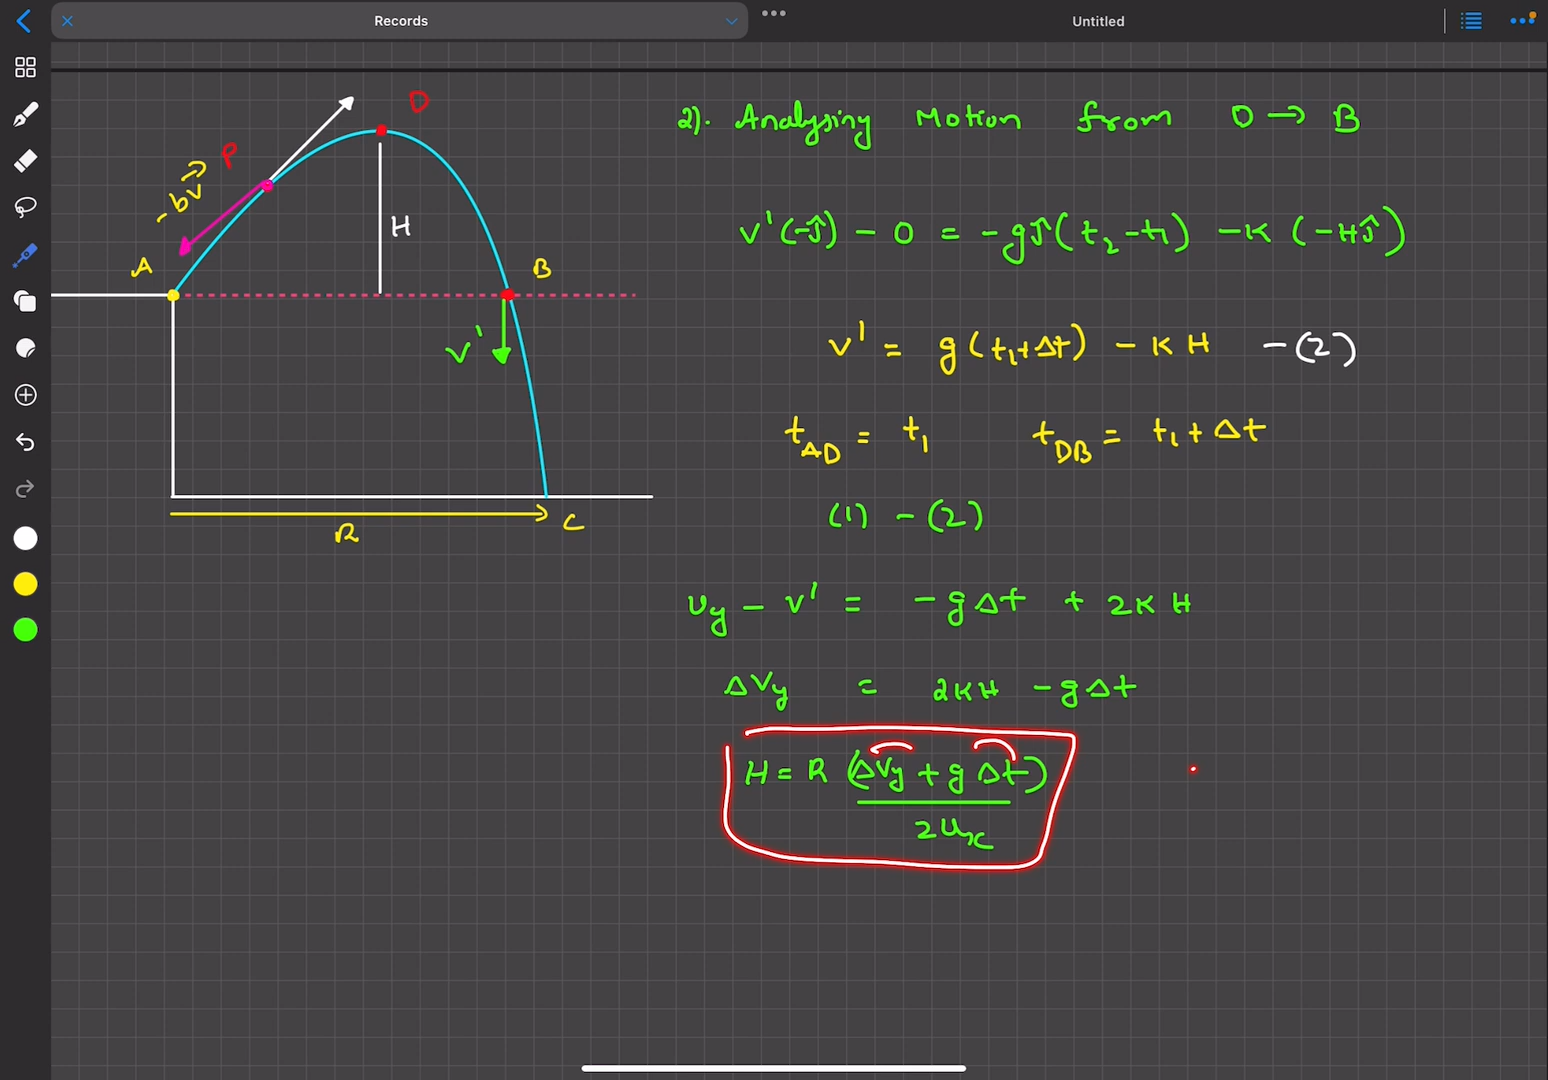 Records
Untitled
D
P
-bv⃗
H
A
B
v'
R
C
2). Analysing Motion from D → B
v'(-ĵ) - 0 = -gĵ(t₂-t₁) - K (-Hĵ)
v' = g(t₁+Δt) - KH - (2)
t_AD = t₁ t_DB = t₁ + Δt
(1) - (2)
u_y - v' = -gΔt + 2KH
ΔV_y = 2KH - gΔt
H = R (ΔV_y + gΔt)
2u_x